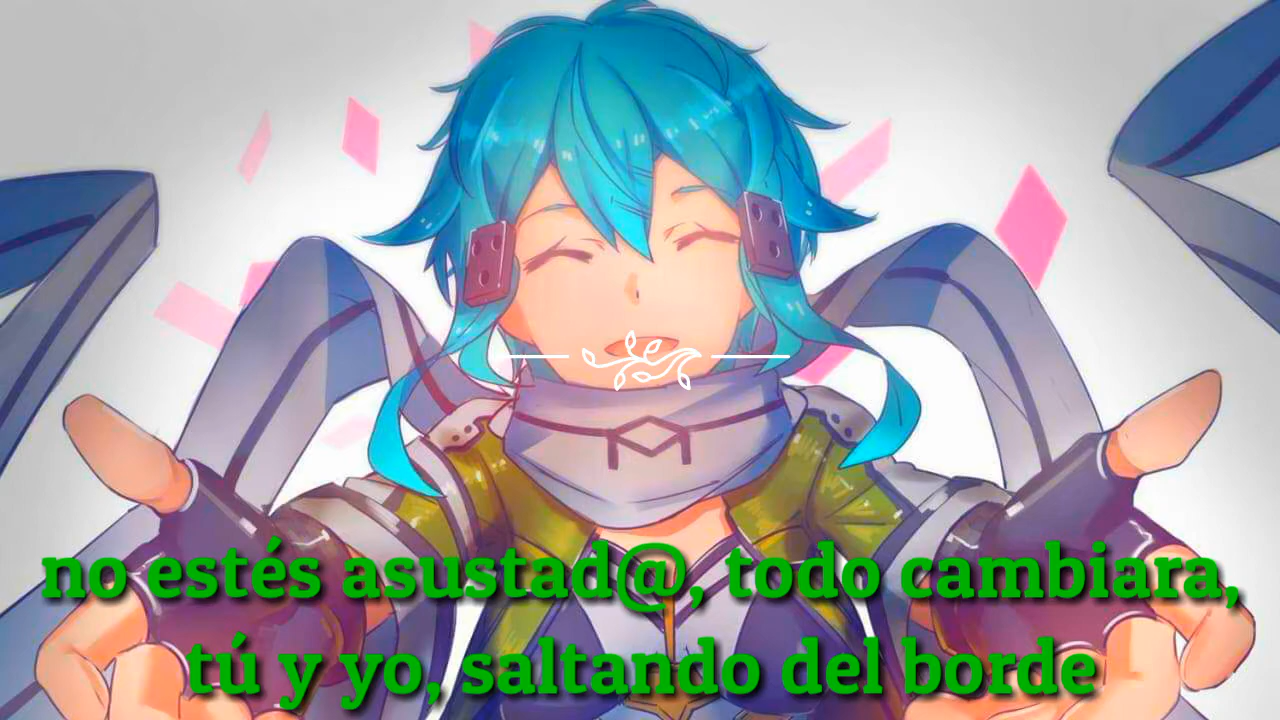 no estés asustad@, todo cambiara,
tú y yo, saltando del borde